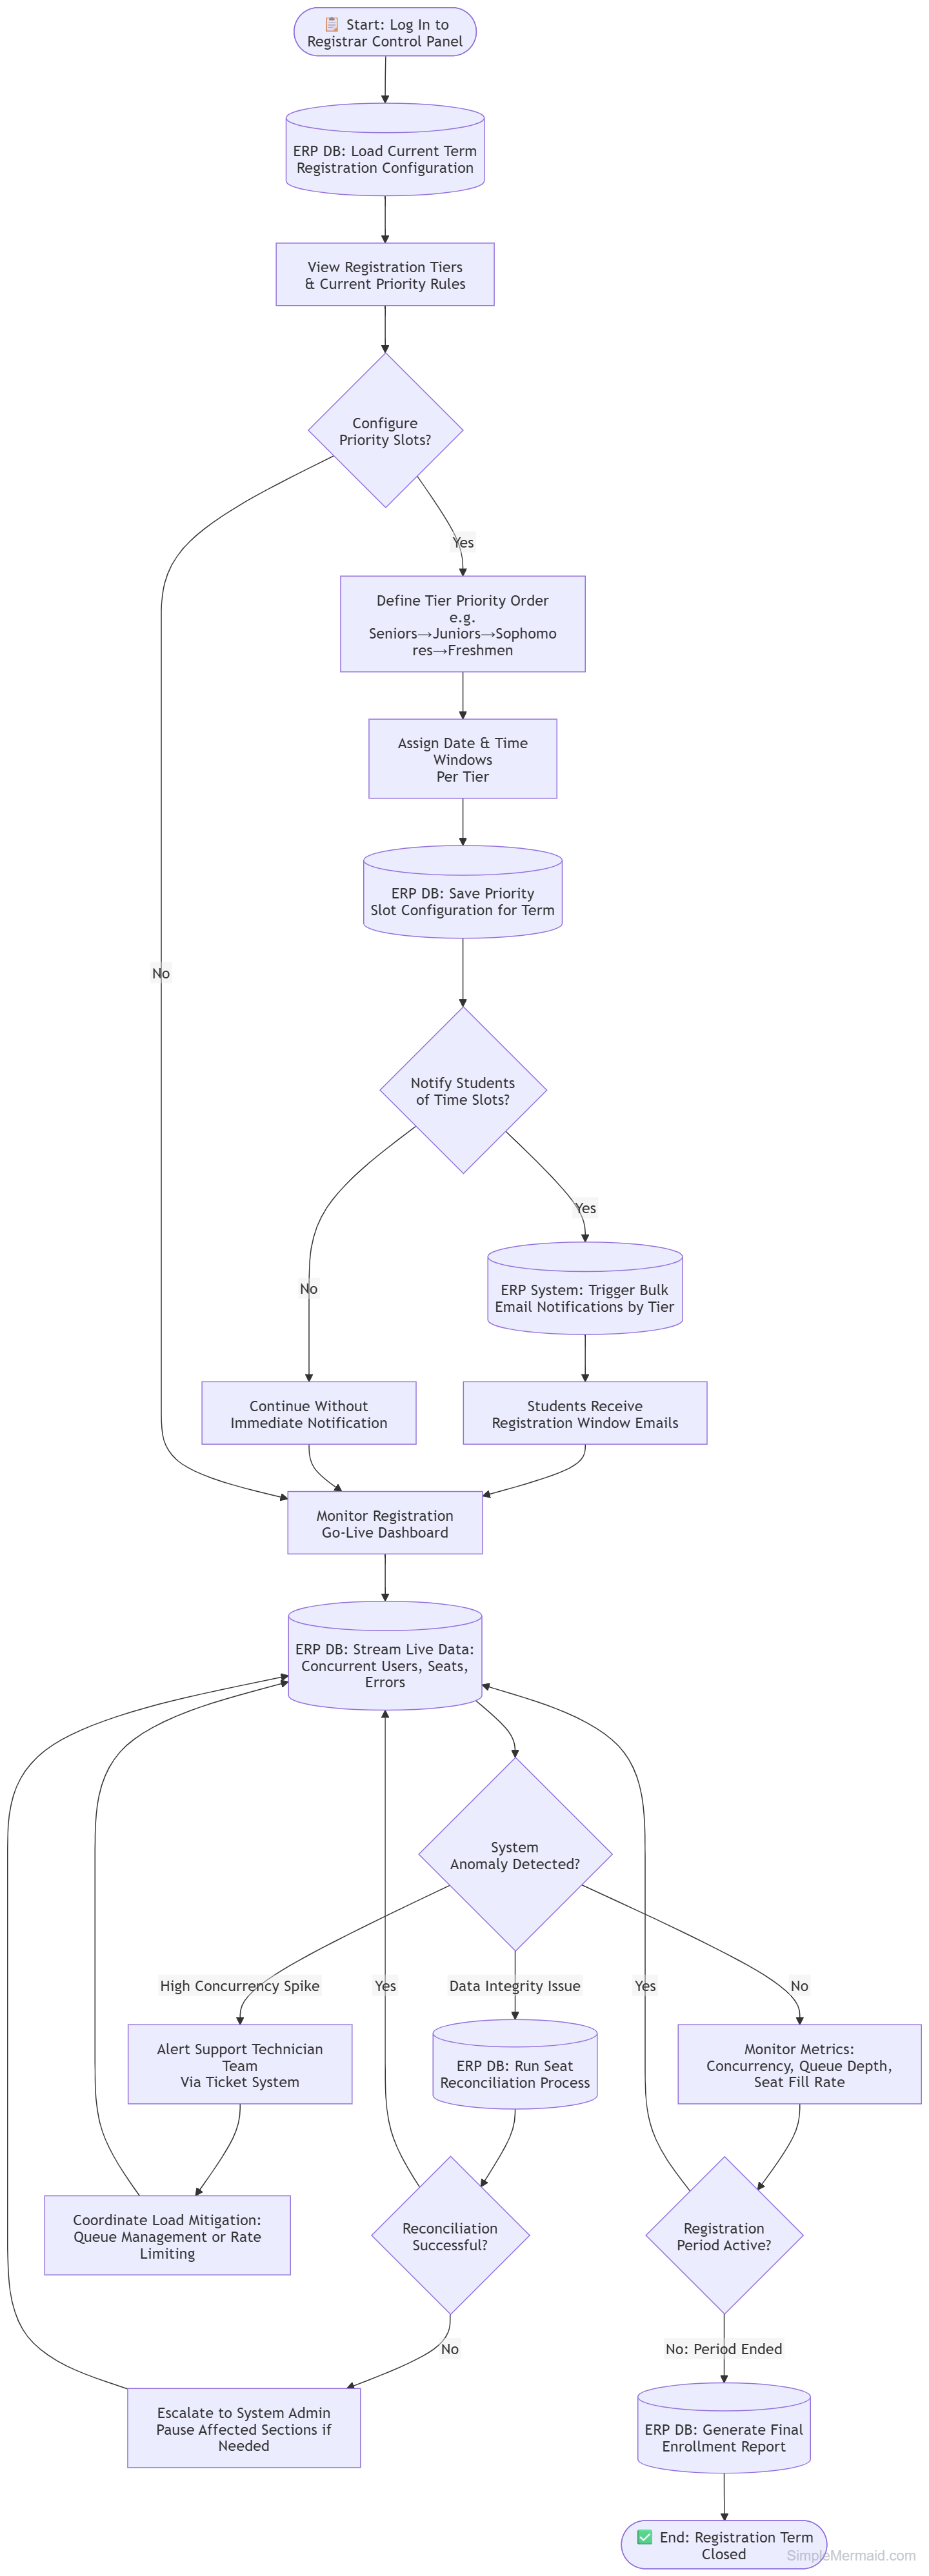 📋 Start: Log In to
Registrar Control Panel
ERP DB: Load Current Term
Registration Configuration
View Registration Tiers
& Current Priority Rules
Configure
Priority Slots?
Yes
Define Tier Priority Order
e.g.
Seniors→Juniors→Sophomo
res→Freshmen
Assign Date & Time
Windows
Per Tier
ERP DB: Save Priority
Slot Configuration for Term
No
Notify Students
of Time Slots?
Yes
No
ERP System: Trigger Bulk
Email Notifications by Tier
Continue Without
Immediate Notification
Students Receive
Registration Window Emails
Monitor Registration
Go-Live Dashboard
ERP DB: Stream Live Data:
Concurrent Users, Seats,
Errors
System
Anomaly Detected?
High Concurrency Spike
Yes
Data Integrity Issue
Yes
No
Alert Support Technician
Team
Via Ticket System
ERP DB: Run Seat
Reconciliation Process
Monitor Metrics:
Concurrency, Queue Depth,
Seat Fill Rate
Coordinate Load Mitigation:
Queue Management or Rate
Limiting
Reconciliation
Successful?
Registration
Period Active?
No
No: Period Ended
Escalate to System Admin
Pause Affected Sections if
Needed
ERP DB: Generate Final
Enrollment Report
✅ End: Registration Term
Closed
SimpleMermaid.com